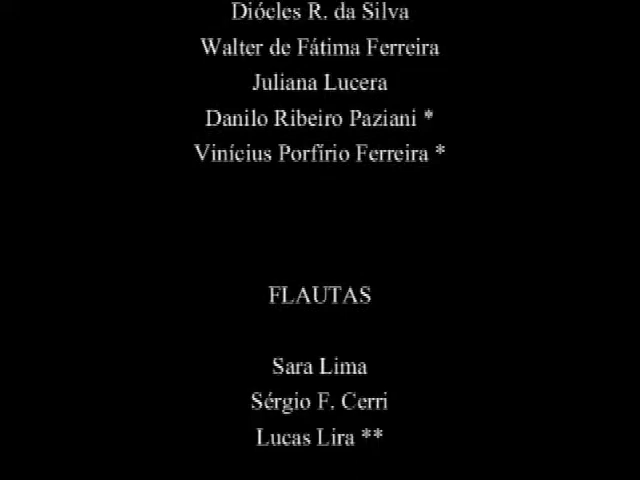 Diócles R. da Silva
Walter de Fátima Ferreira
Juliana Lucera
Danilo Ribeiro Paziani *
Vinícius Porfírio Ferreira *
FLAUTAS
Sara Lima
Sérgio F. Cerri
Lucas Lira **